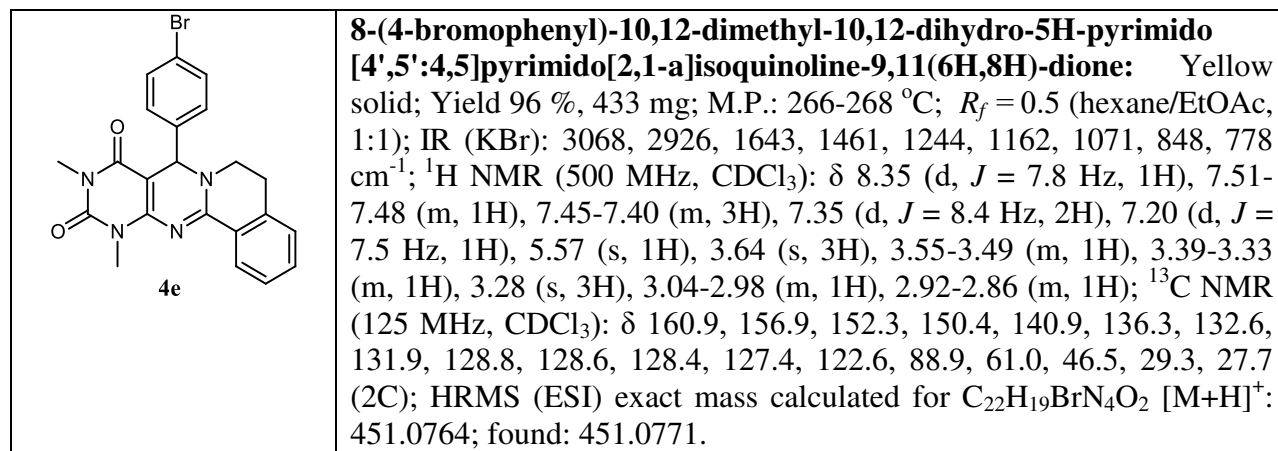 Br
O
N
N
O
N
N
4e
8-(4-bromophenyl)-10,12-dimethyl-10,12-dihydro-5H-pyrimido
[4',5':4,5]pyrimido[2,1-a]isoquinoline-9,11(6H,8H)-dione: Yellow
solid; Yield 96 %, 433 mg; M.P.: 266-268 °C; Rf = 0.5 (hexane/EtOAc,
1:1); IR (KBr): 3068, 2926, 1643, 1461, 1244, 1162, 1071, 848, 778
cm-1; 1H NMR (500 MHz, CDCl3): δ 8.35 (d, J = 7.8 Hz, 1H), 7.51-
7.48 (m, 1H), 7.45-7.40 (m, 3H), 7.35 (d, J = 8.4 Hz, 2H), 7.20 (d, J =
7.5 Hz, 1H), 5.57 (s, 1H), 3.64 (s, 3H), 3.55-3.49 (m, 1H), 3.39-3.33
(m, 1H), 3.28 (s, 3H), 3.04-2.98 (m, 1H), 2.92-2.86 (m, 1H); 13C NMR
(125 MHz, CDCl3): δ 160.9, 156.9, 152.3, 150.4, 140.9, 136.3, 132.6,
131.9, 128.8, 128.6, 128.4, 127.4, 122.6, 88.9, 61.0, 46.5, 29.3, 27.7
(2C); HRMS (ESI) exact mass calculated for C22H19BrN4O2 [M+H]+:
451.0764; found: 451.0771.